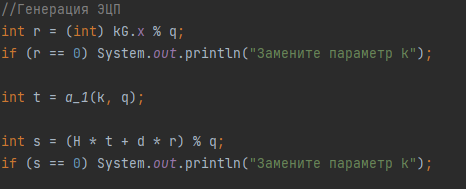 //Генерация ЭЦП
int r = (int) kG.x % q;
if (r == 0) System.out.println("Замените параметр k");
int t = a_1(k, q);
int s = (H * t + d * r) % q;
if (s == 0) System.out.println("Замените параметр k");